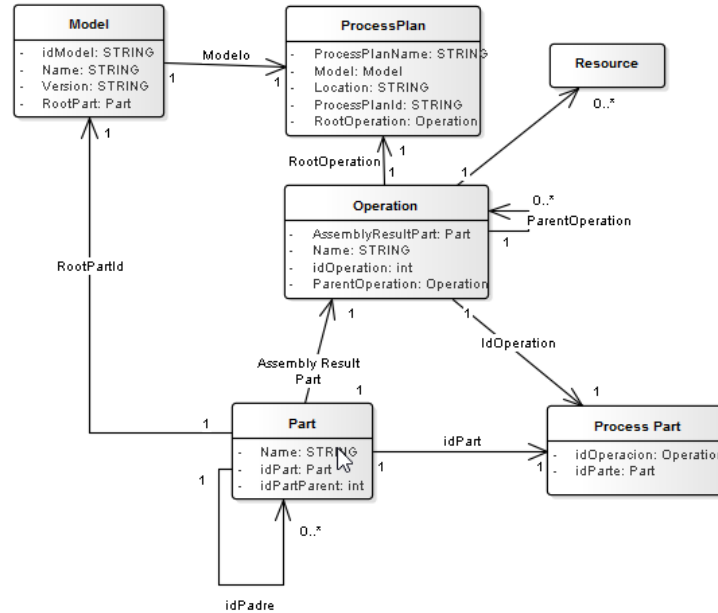 Model
- idModel: STRING
- Name: STRING
- Version: STRING
- RootPart: Part
1
Modelo
1
ProcessPlan
- ProcessPlanName: STRING
- Model: Model
- Location: STRING
- ProcessPlanId: STRING
- RootOperation: Operation
Resource
0..*
1
RootOperation
1
1
1
Operation
- AssemblyResultPart: Part
- Name: STRING
- idOperation: int
- ParentOperation: Operation
0..*
ParentOperation
1
RootPartId
1
1
IdOperation
1
Assembly Result
Part
1
1
Part
- Name: STRING
- idPart: Part
- idPartParent: int
1
idPart
1
Process Part
- idOperacion: Operation
- idParte: Part
1
0..*
idPadre